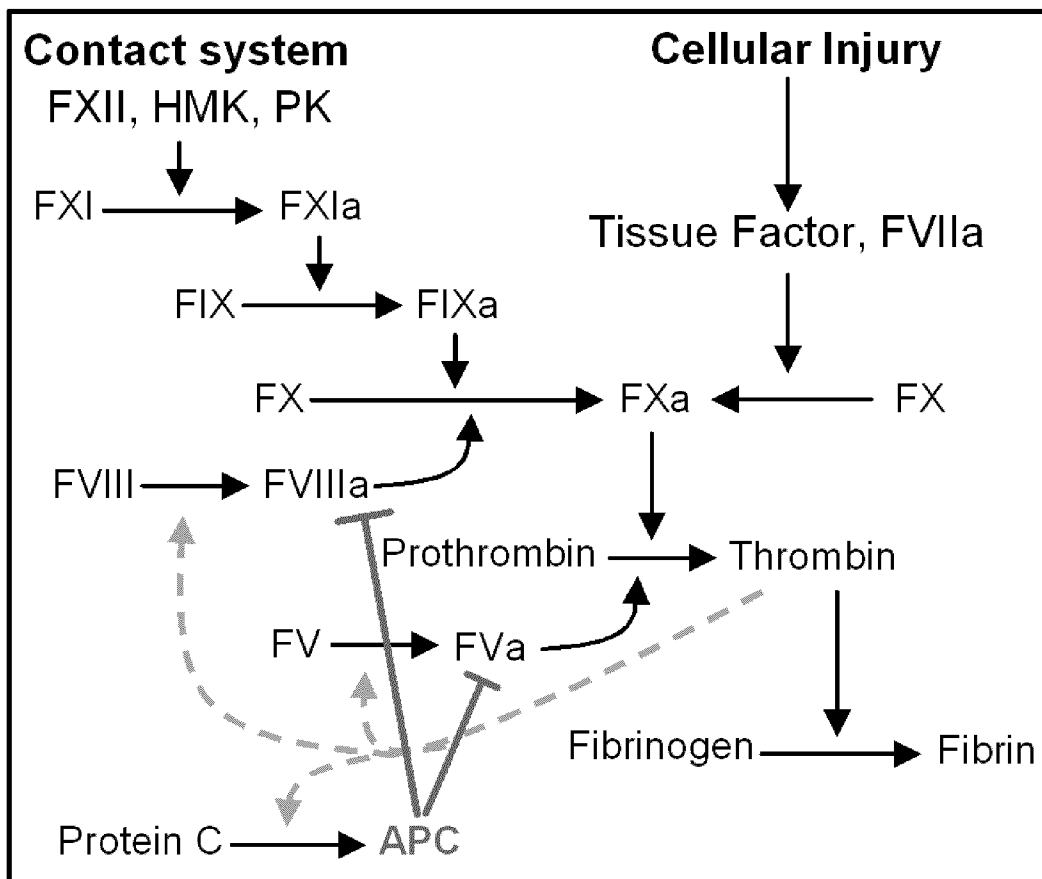 Contact system
Cellular Injury
FXII, HMK, PK
FXI
FXIa
Tissue Factor, FVIIa
FIX
FIXa
FX
FXa
FX
FVIII
FVIIIa
Prothrombin
Thrombin
FV
FVa
Fibrinogen
Fibrin
Protein C
APC